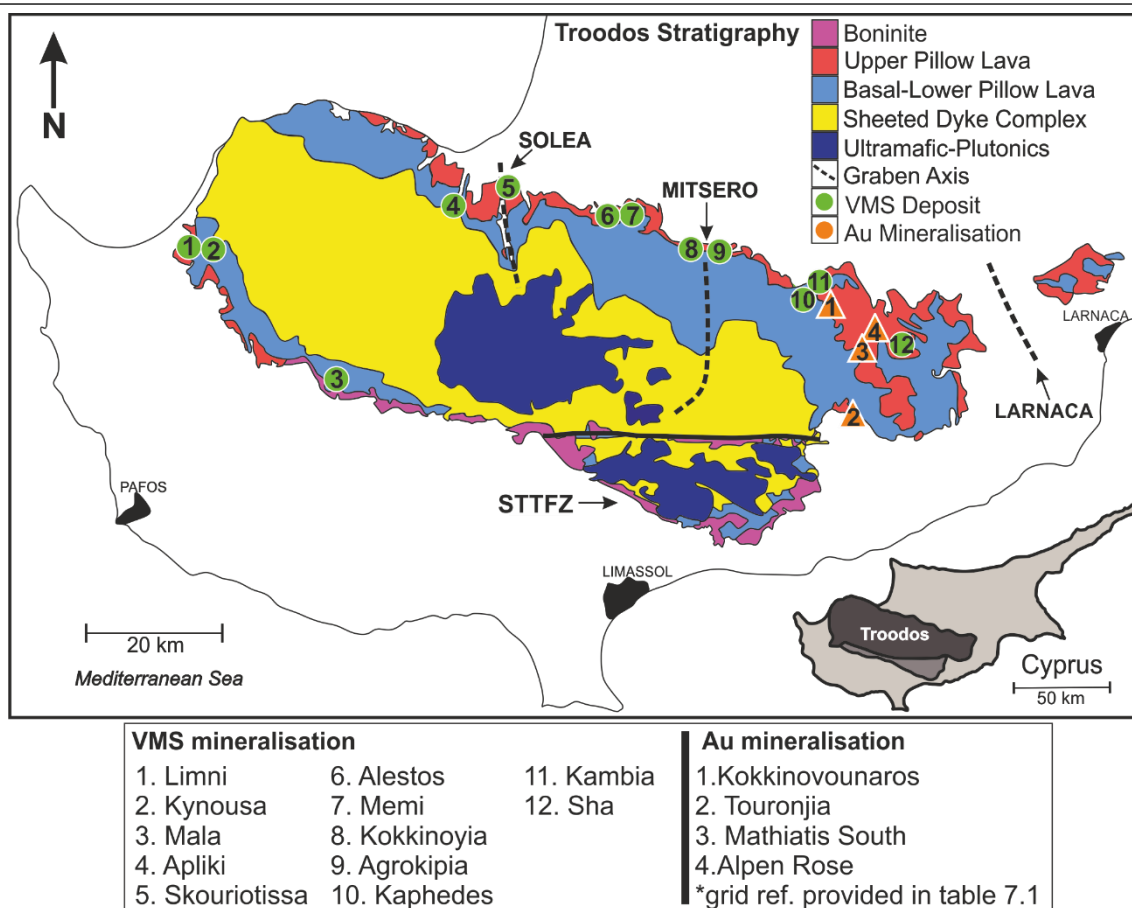 Troodos Stratigraphy
Boninite
Upper Pillow Lava
Basal-Lower Pillow Lava
Sheeted Dyke Complex
Ultramafic-Plutonics
Graben Axis
VMS Deposit
Au Mineralisation
N
SOLEA
MITSERO
5
4
6
7
8
9
1
2
11
10
1
4
3
12
2
3
LARNACA
LARNACA
STTFZ
PAFOS
LIMASSOL
20 km
Mediterranean Sea
Troodos
Cyprus
50 km
VMS mineralisation
1. Limni
2. Kynousa
3. Mala
4. Apliki
5. Skouriotissa
6. Alestos
7. Memi
8. Kokkinoyia
9. Agrokipia
10. Kaphedes
11. Kambia
12. Sha
Au mineralisation
1.Kokkinovounaros
2. Touronjia
3. Mathiatis South
4.Alpen Rose
*grid ref. provided in table 7.1